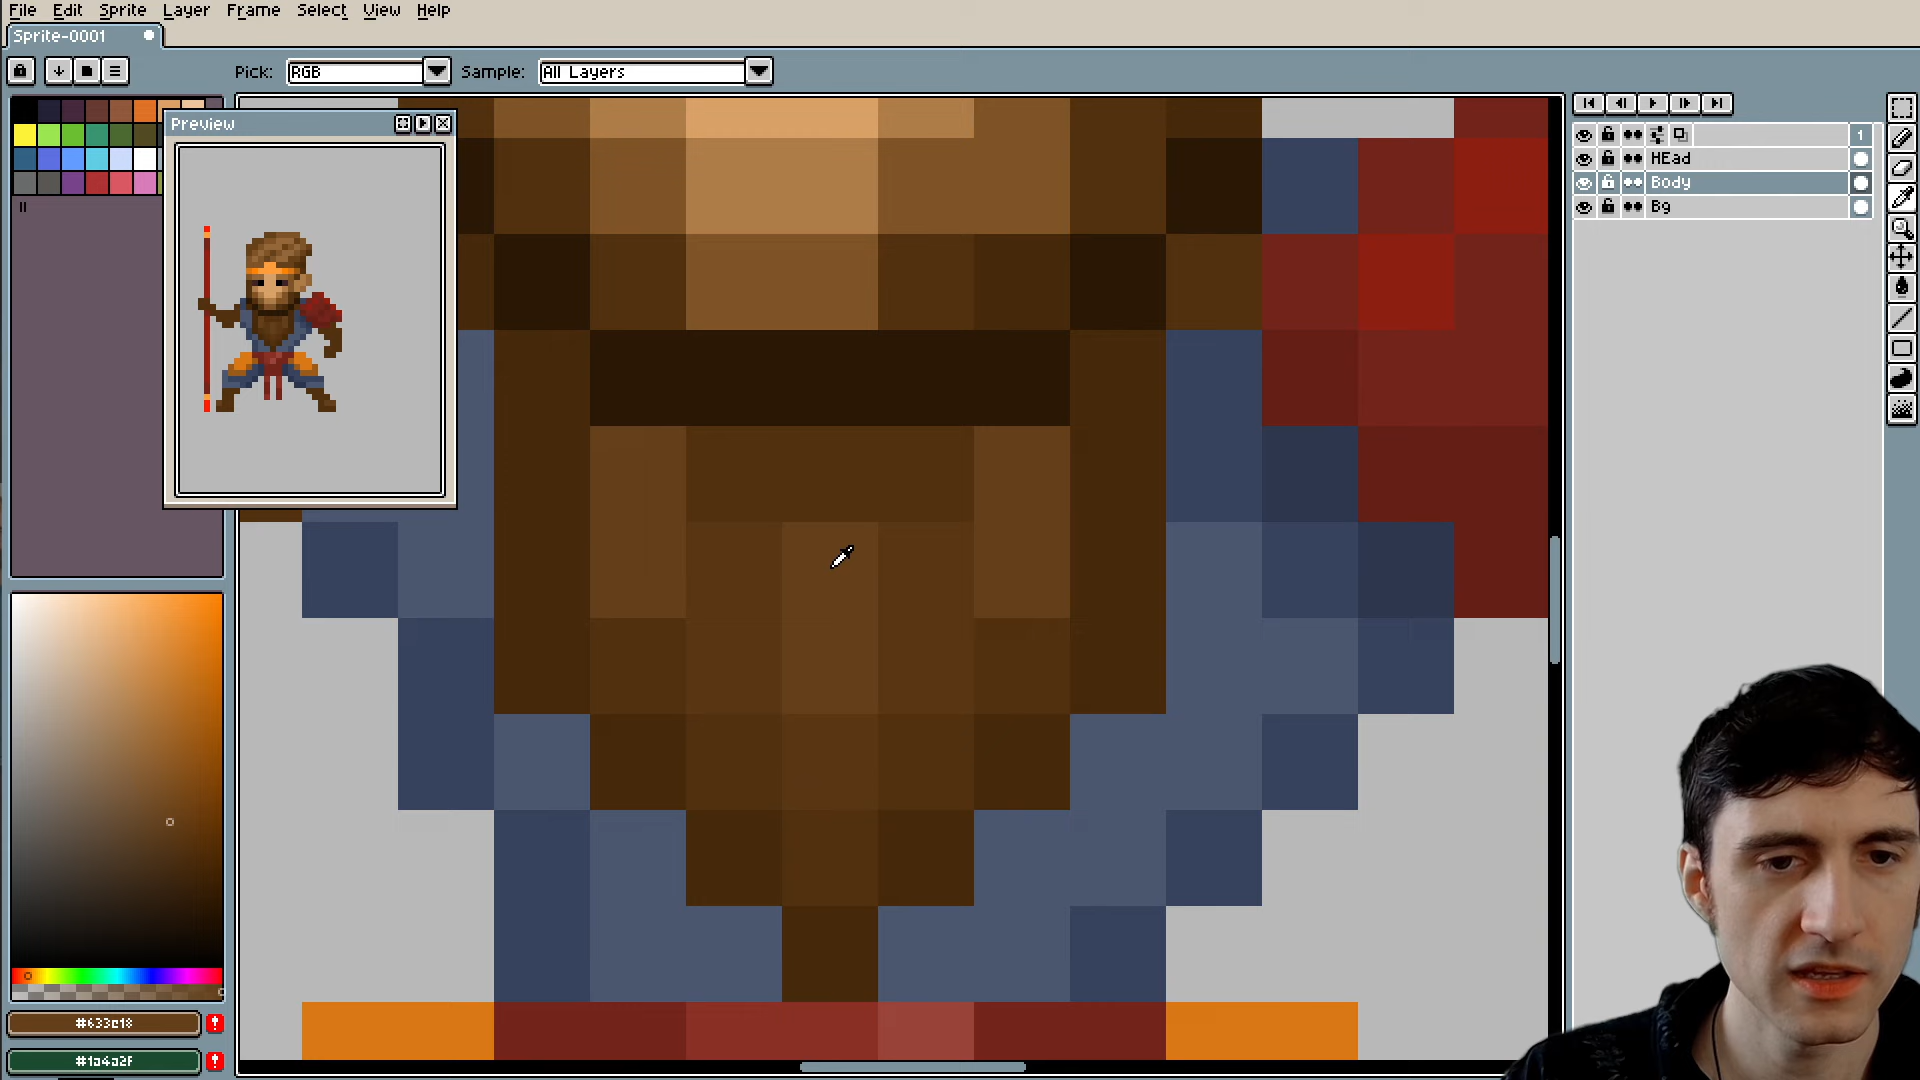 File Edit Sprite Layer Frame Select View Help
Sprite-0001
Pick: RGB Sample: All Layers
Preview
1
HEad
Body
Bg
#633e18
#1a4a2f